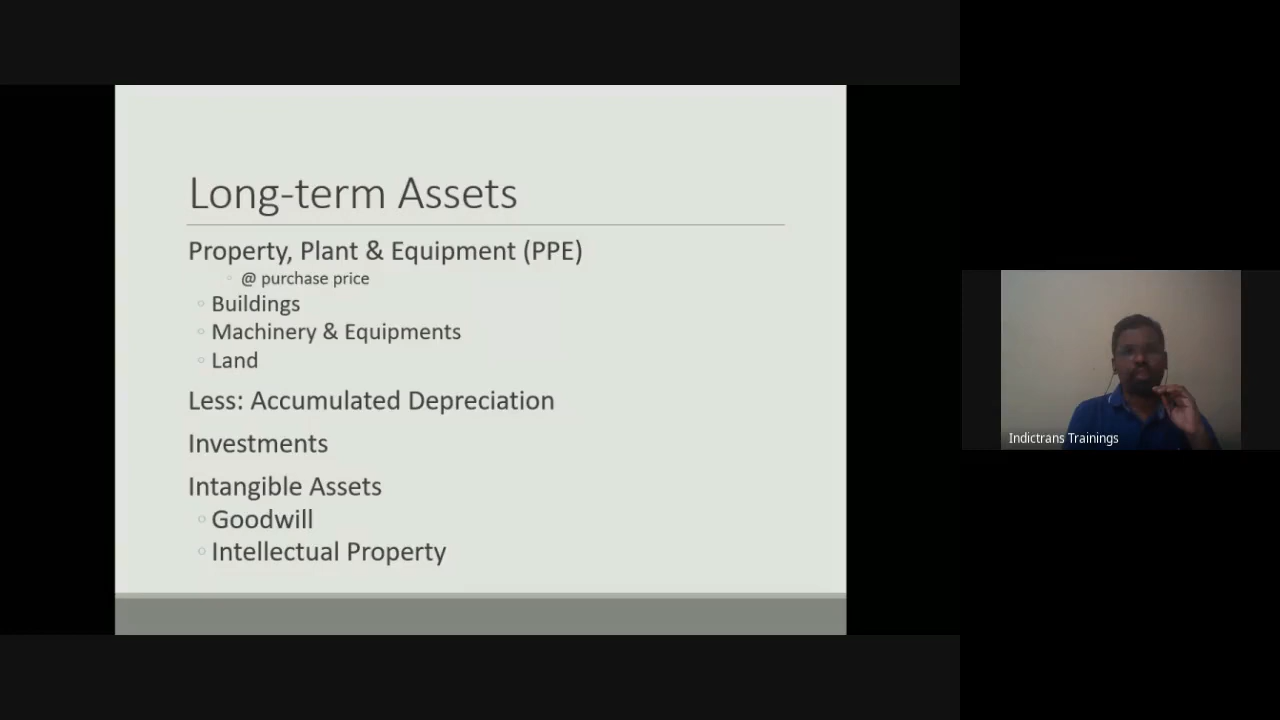 Long-term Assets
Property, Plant & Equipment (PPE)
@ purchase price
Buildings
Machinery & Equipments
Land
Less: Accumulated Depreciation
Investments
Intangible Assets
Goodwill
Intellectual Property
Indictrans Trainings